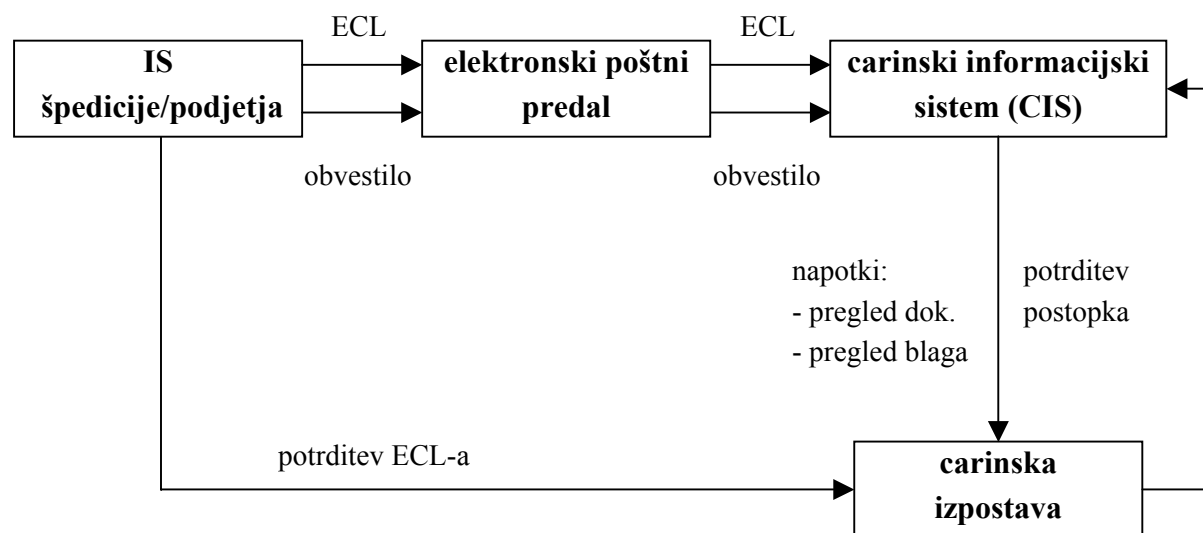 ECL
ECL
IS
špedicije/podjetja
elektronski poštni
predal
carinski informacijski
sistem (CIS)
obvestilo
obvestilo
napotki:
- pregled dok.
- pregled blaga
potrditev
postopka
potrditev ECL-a
carinska
izpostava